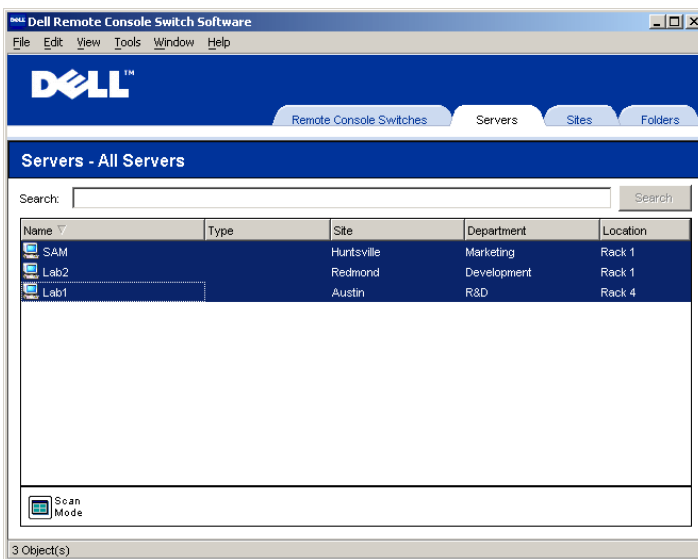 DELL Dell Remote Console Switch Software
File Edit View Tools Window Help
DELL™
Remote Console Switches Servers Sites Folders
Servers - All Servers
Search: Search
Name Type Site Department Location
SAM Huntsville Marketing Rack 1
Lab2 Redmond Development Rack 1
Lab1 Austin R&D Rack 4
Scan
Mode
3 Object(s)